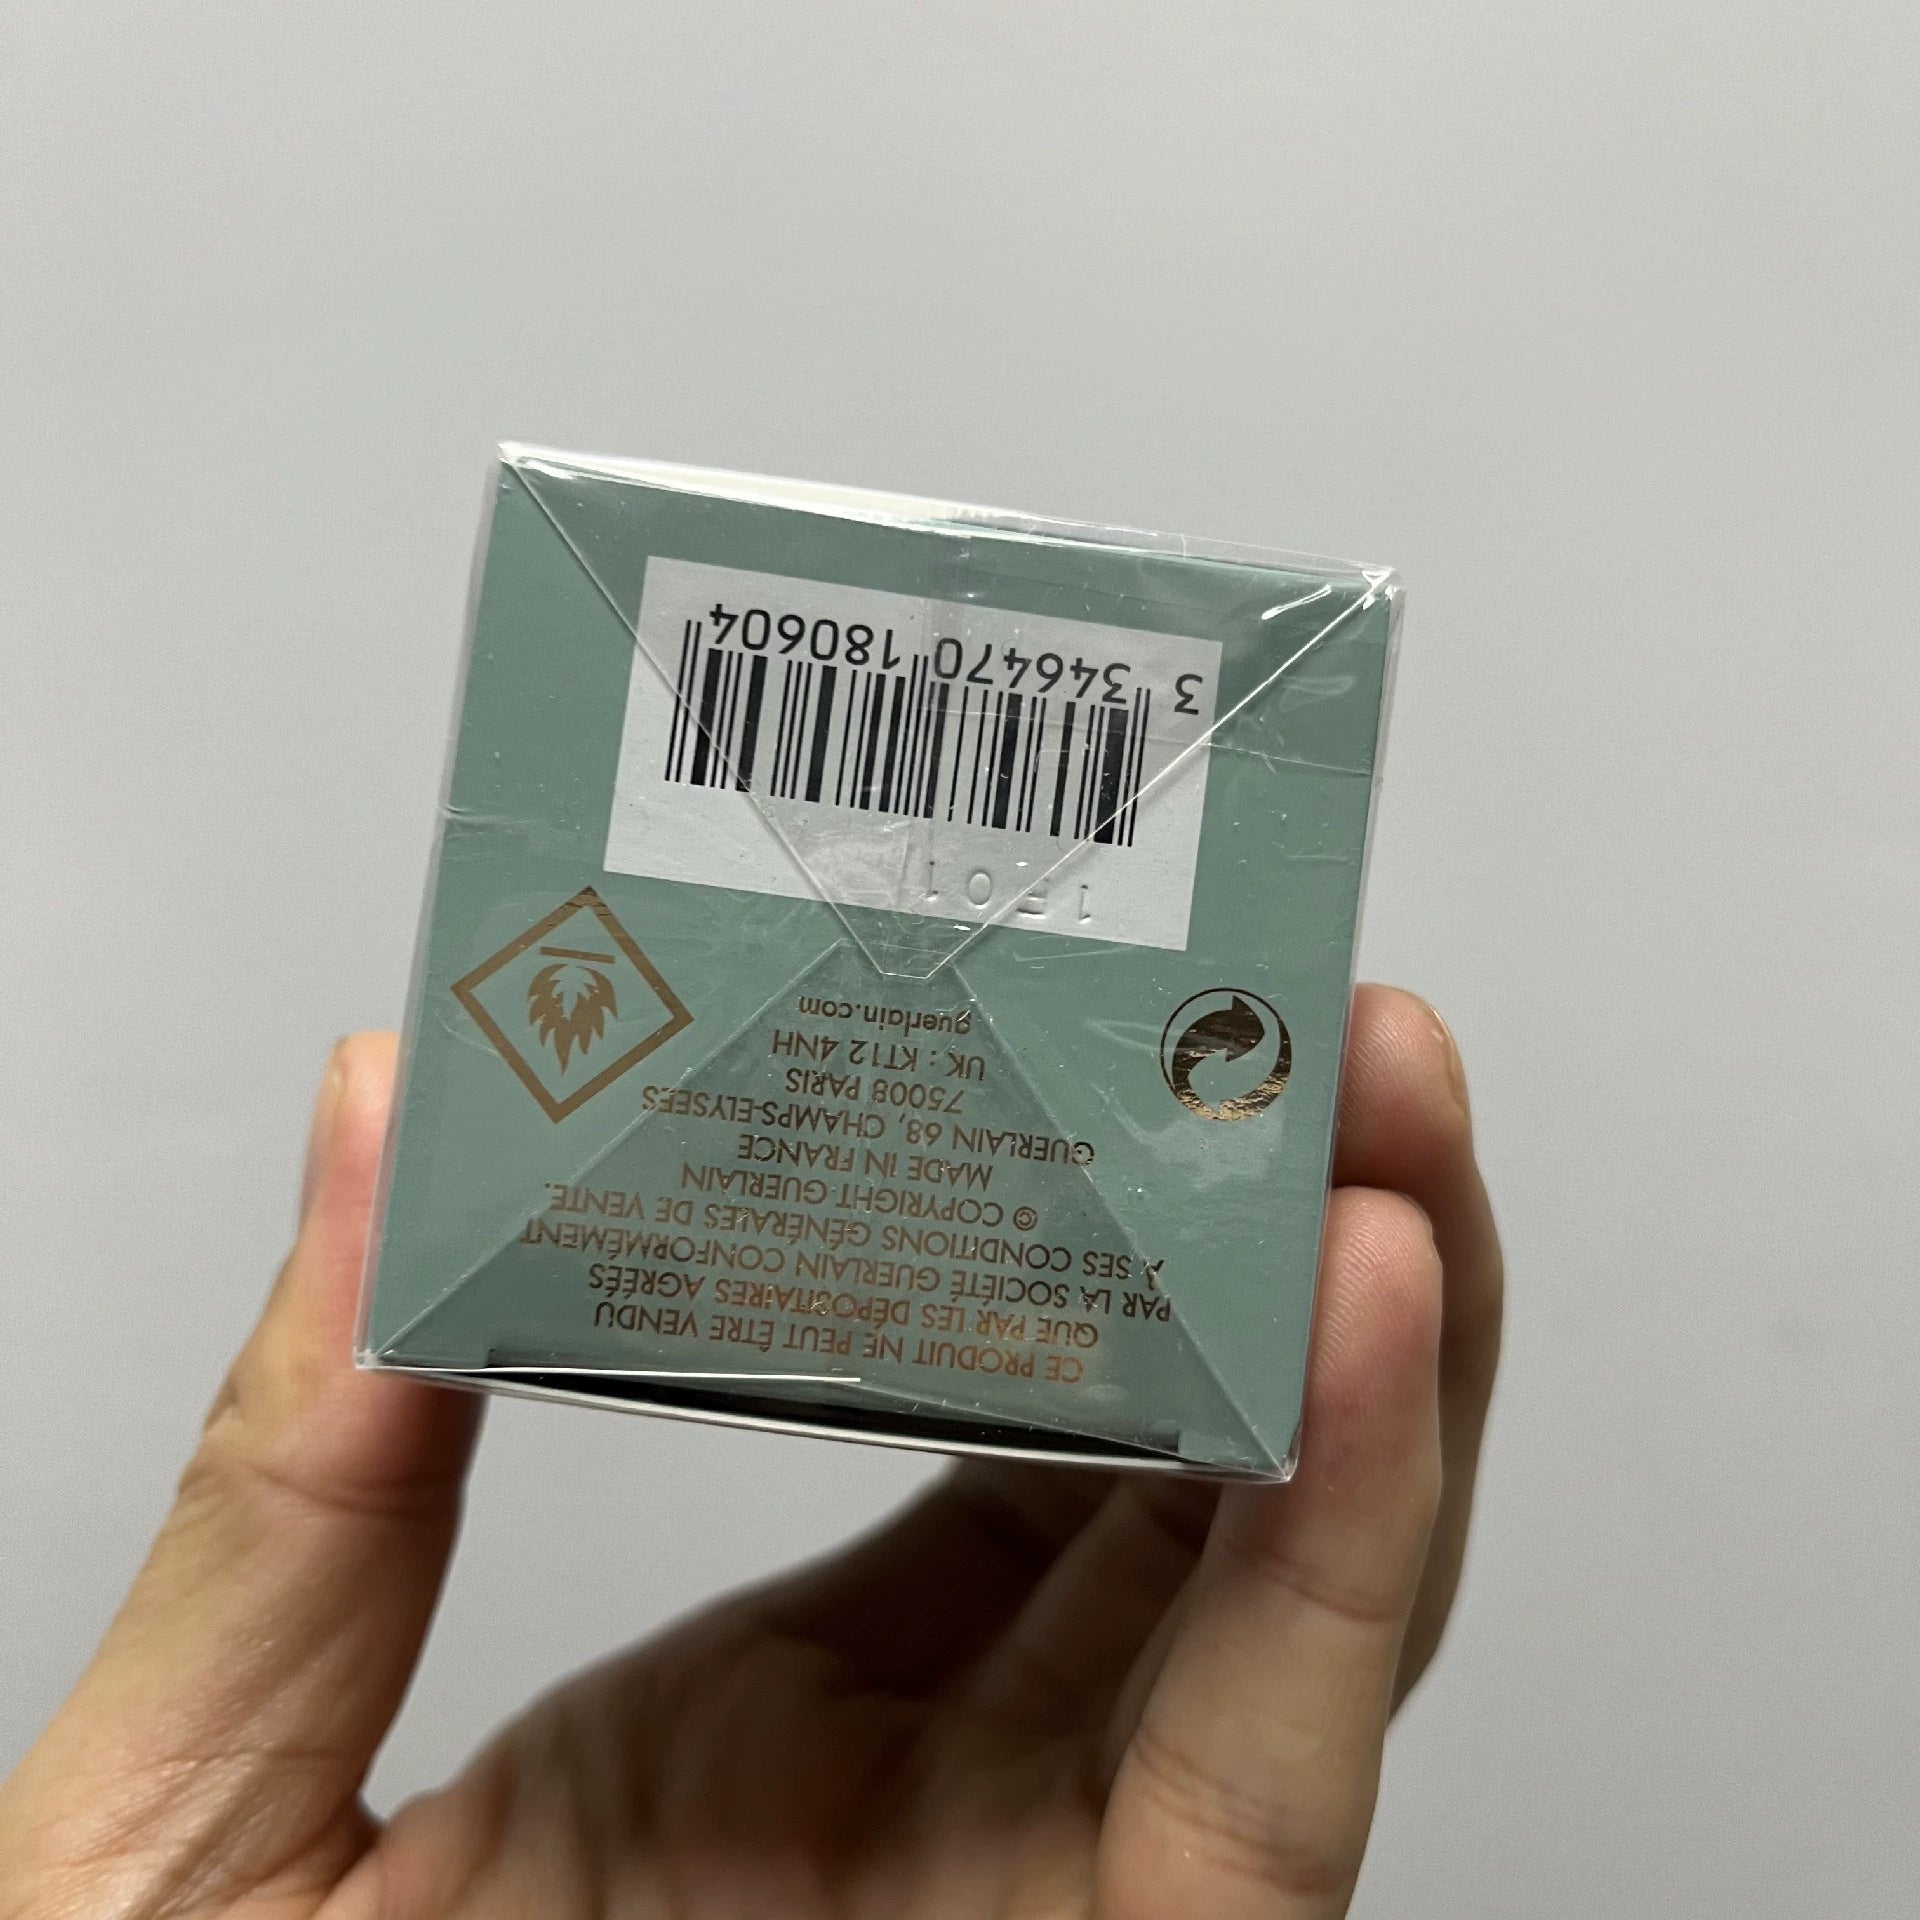 CE PRODUIT NE PEUT ÊTRE VENDU
QUE PAR LES DÉPOSITAIRES AGRÉÉS
PAR LA SOCIÉTÉ GUERLAIN CONFORMÉMENT
À SES CONDITIONS GÉNÉRALES DE VENTE.
© COPYRIGHT GUERLAIN
MADE IN FRANCE
GUERLAIN 68, CHAMPS-ELYSEES
75008 PARIS
UK : KT12 4NH
guerlain.com
3 346470 180604